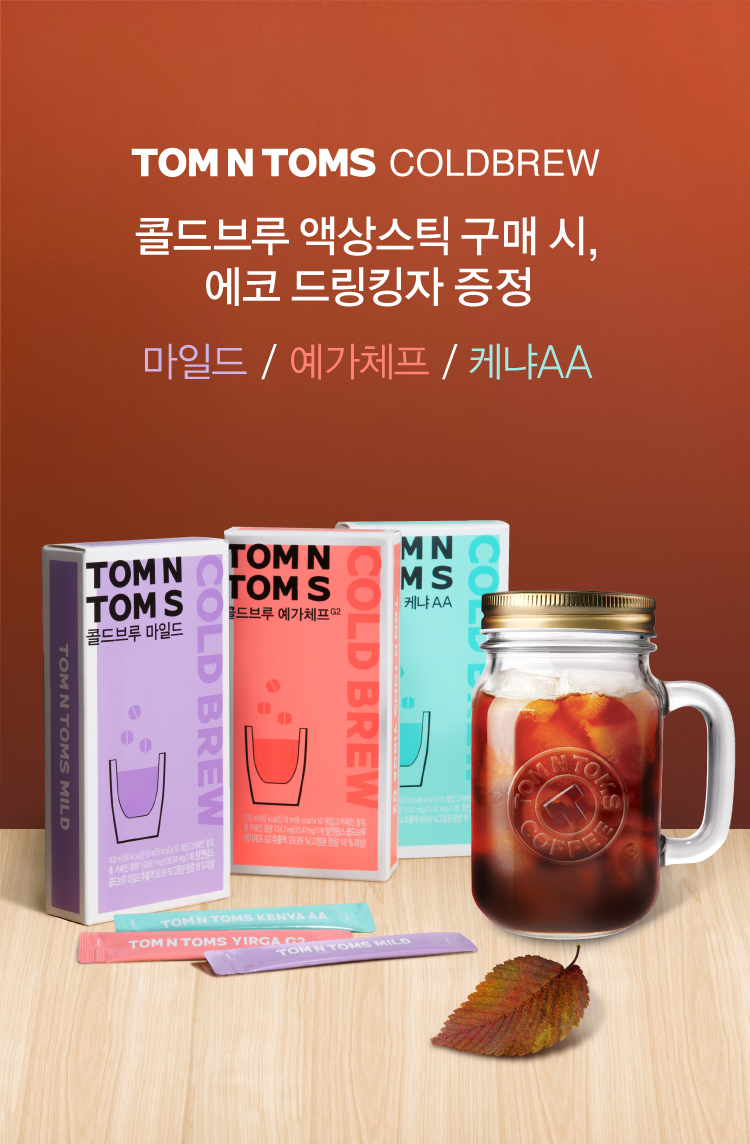 TOM N TOMS COLDBREW
콜드브루 액상스틱 구매 시,
에코 드링킹자 증정
마일드 / 예가체프 / 케냐AA
TOM N
TOMS
콜드브루 마일드
COLD BREW
TOM N TOMS MILD
TOM N
TOMS
콜드브루 예가체프G2
COLD BREW
M N
M S
케냐 AA
TOM N TOMS COFFEE
TOM N TOMS KENYA AA
TOM N TOMS YIRGA G2
TOM N TOMS MILD